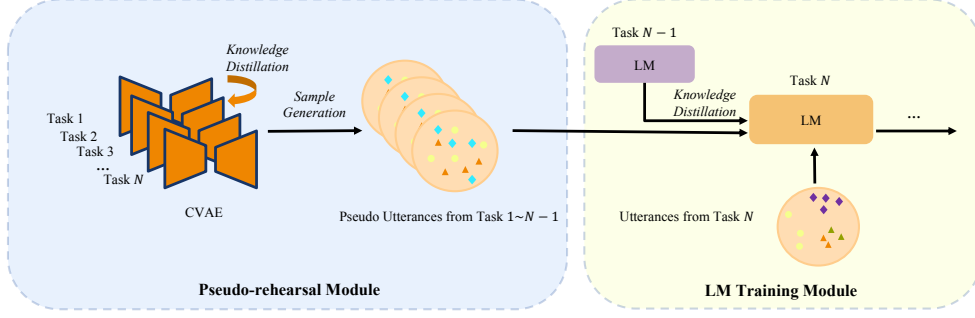 Knowledge
Distillation
Task 1
Task 2
Task 3
...
Task N
CVAE
Sample
Generation
Pseudo Utterances from Task 1~N − 1
Pseudo-rehearsal Module
Task N − 1
LM
Knowledge
Distillation
Task N
LM
...
Utterances from Task N
LM Training Module